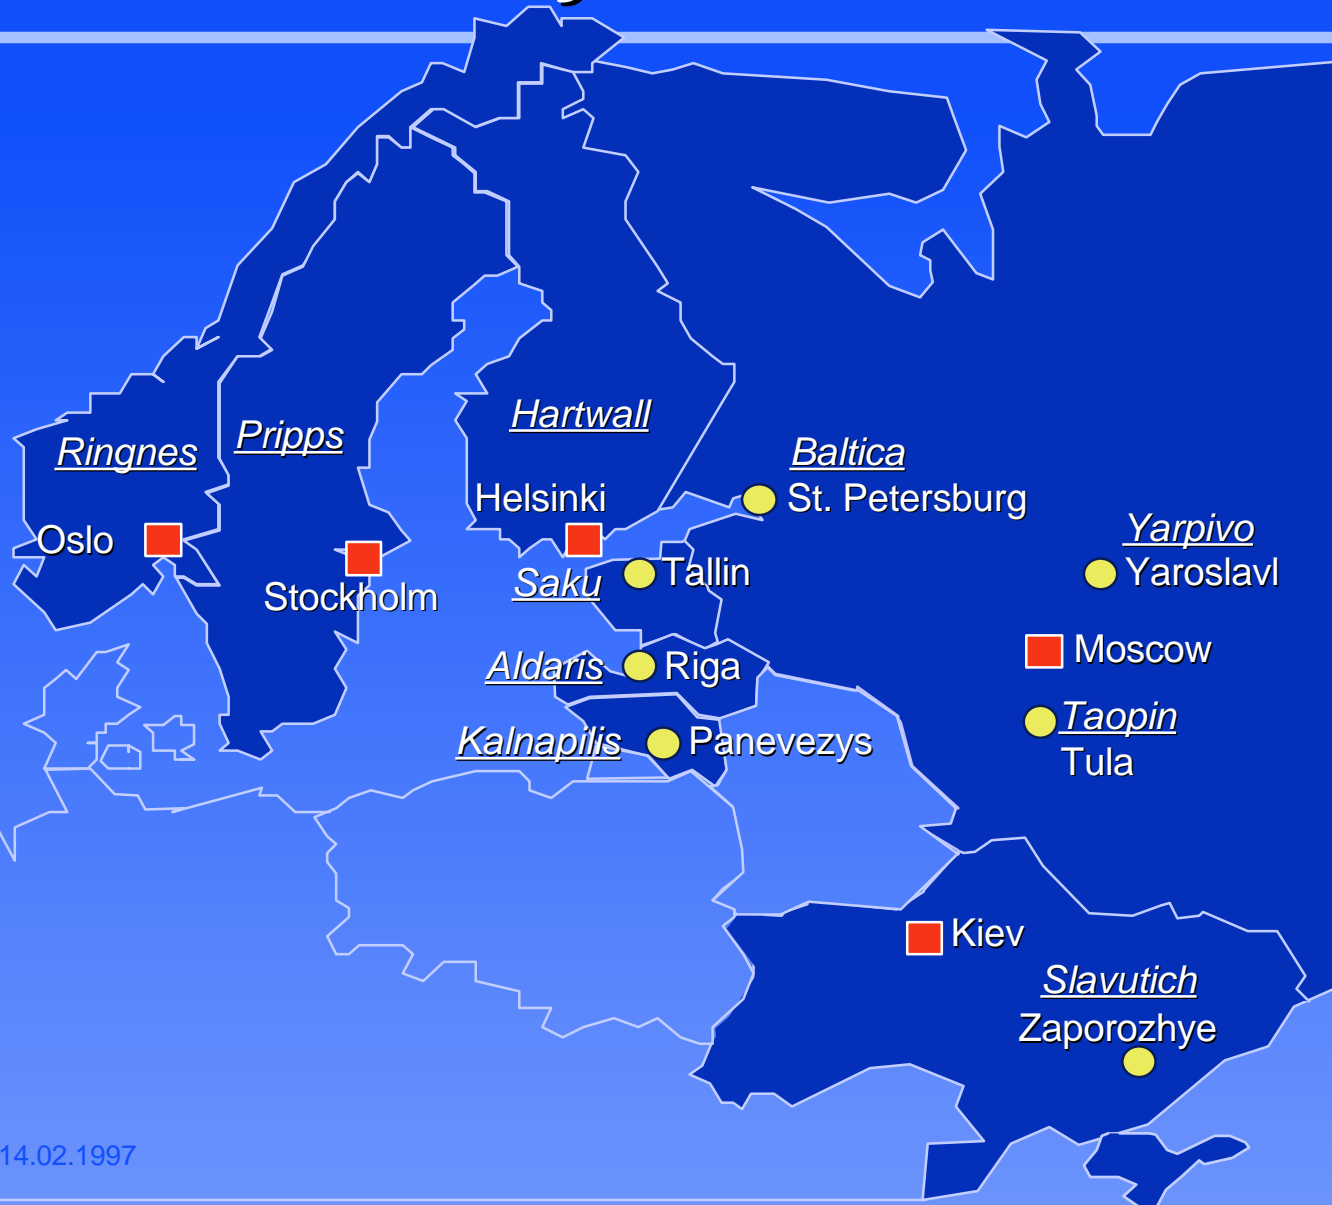 Hartwall
Pripps
Ringnes
Baltica
Helsinki
St. Petersburg
Yarpivo
Oslo
Saku
Tallin
Yaroslavl
Stockholm
Moscow
Aldaris
Riga
Taopin
Kalnapilis
Panevezys
Tula
Kiev
Slavutich
Zaporozhye
14.02.1997